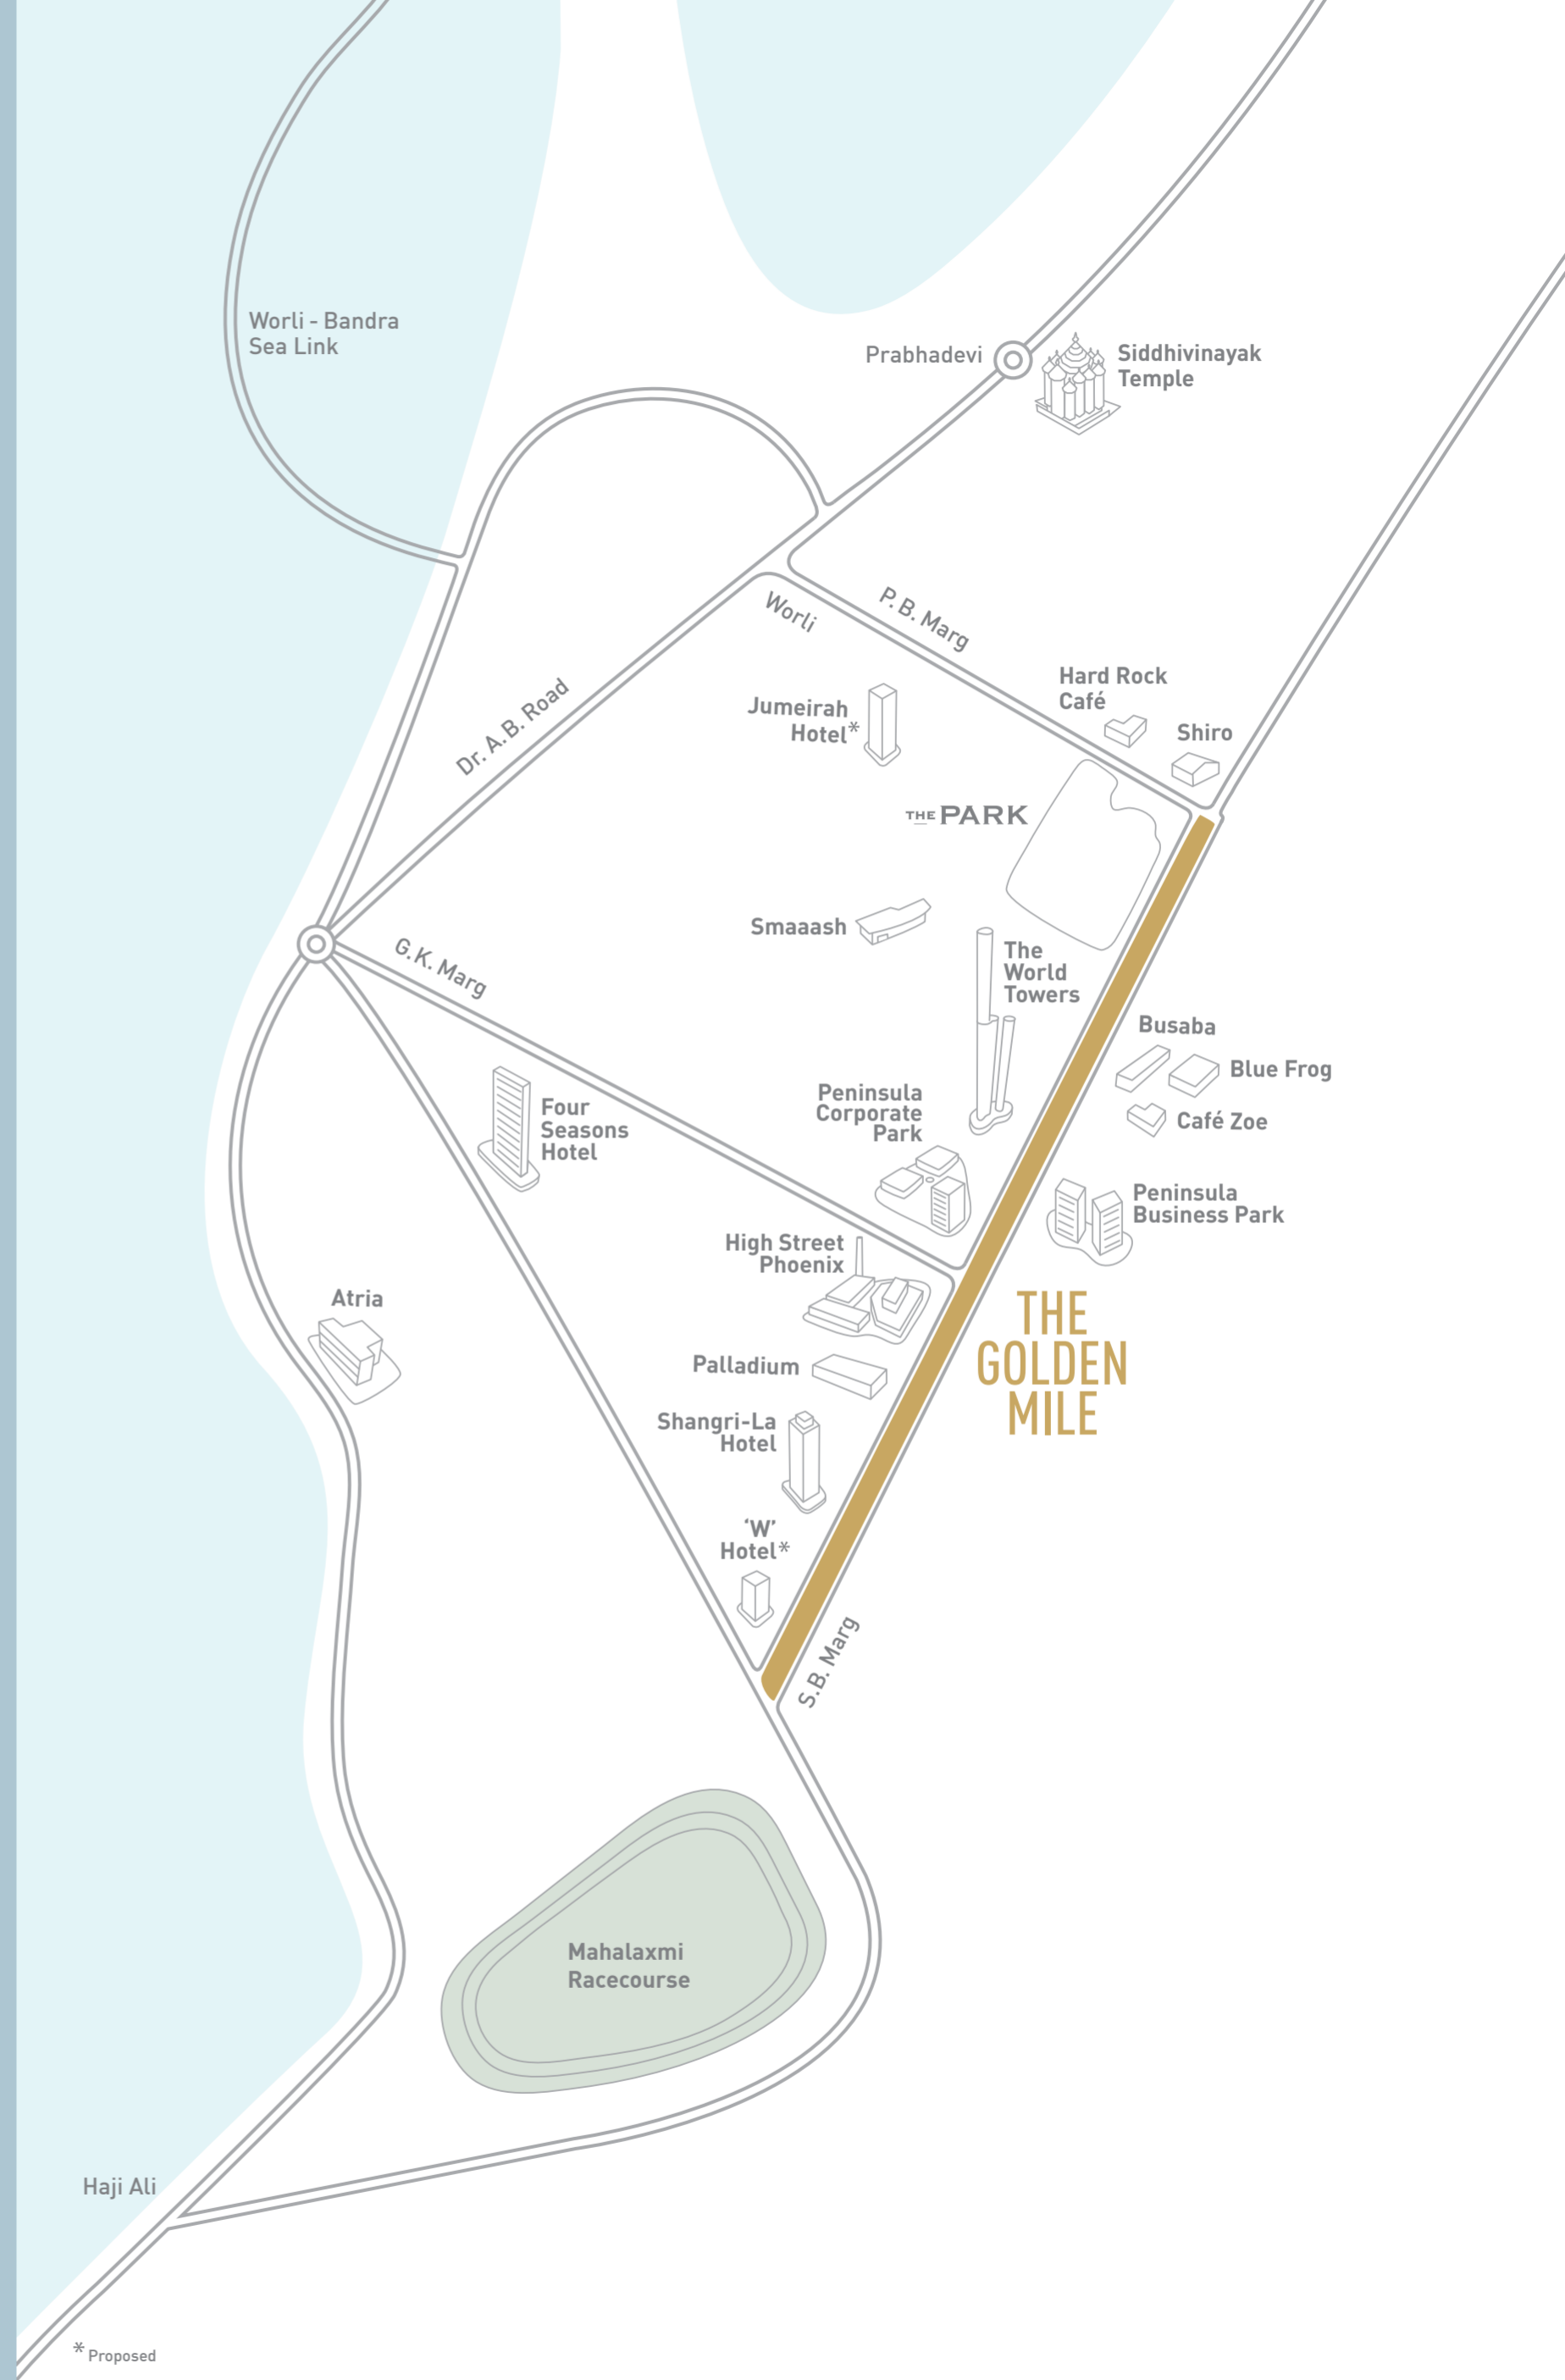 Worli - Bandra
Sea Link
Prabhadevi
Siddhivinayak
Temple
P. B. Marg
Worli
Hard Rock
Café
Shiro
Jumeirah
Hotel*
Dr. A.B. Road
THE PARK
Smaaash
The
World
Towers
G.K. Marg
Busaba
Blue Frog
Café Zoe
Peninsula
Corporate
Park
Four
Seasons
Hotel
Peninsula
Business Park
High Street
Phoenix
Atria
THE
GOLDEN
MILE
Palladium
Shangri-La
Hotel
‘W’
Hotel*
S.B. Marg
Mahalaxmi
Racecourse
Haji Ali
* Proposed